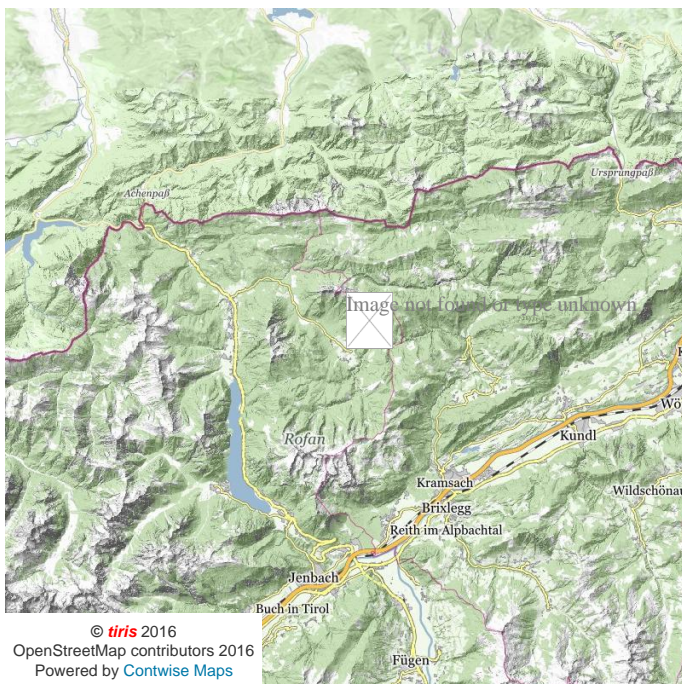 Achenpaß
Ursprungpaß
Image not found or type unknown
K
Wö
Kundl
Rofan
Kramsach
Wildschönau
Brixlegg
Reith im Alpbachtal
Jenbach
Buch in Tirol
Fügen
© tiris 2016
OpenStreetMap contributors 2016
Powered by Contwise Maps